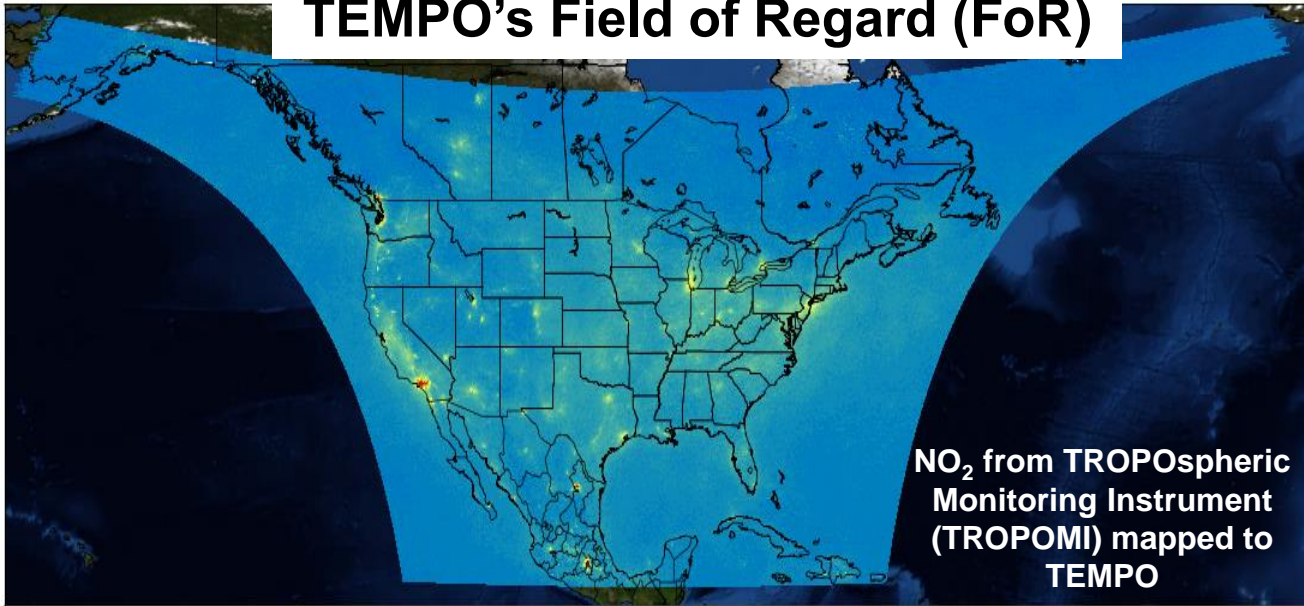 TEMPO's Field of Regard (FoR)
NO₂ from TROPOspheric
Monitoring Instrument
(TROPOMI) mapped to
TEMPO